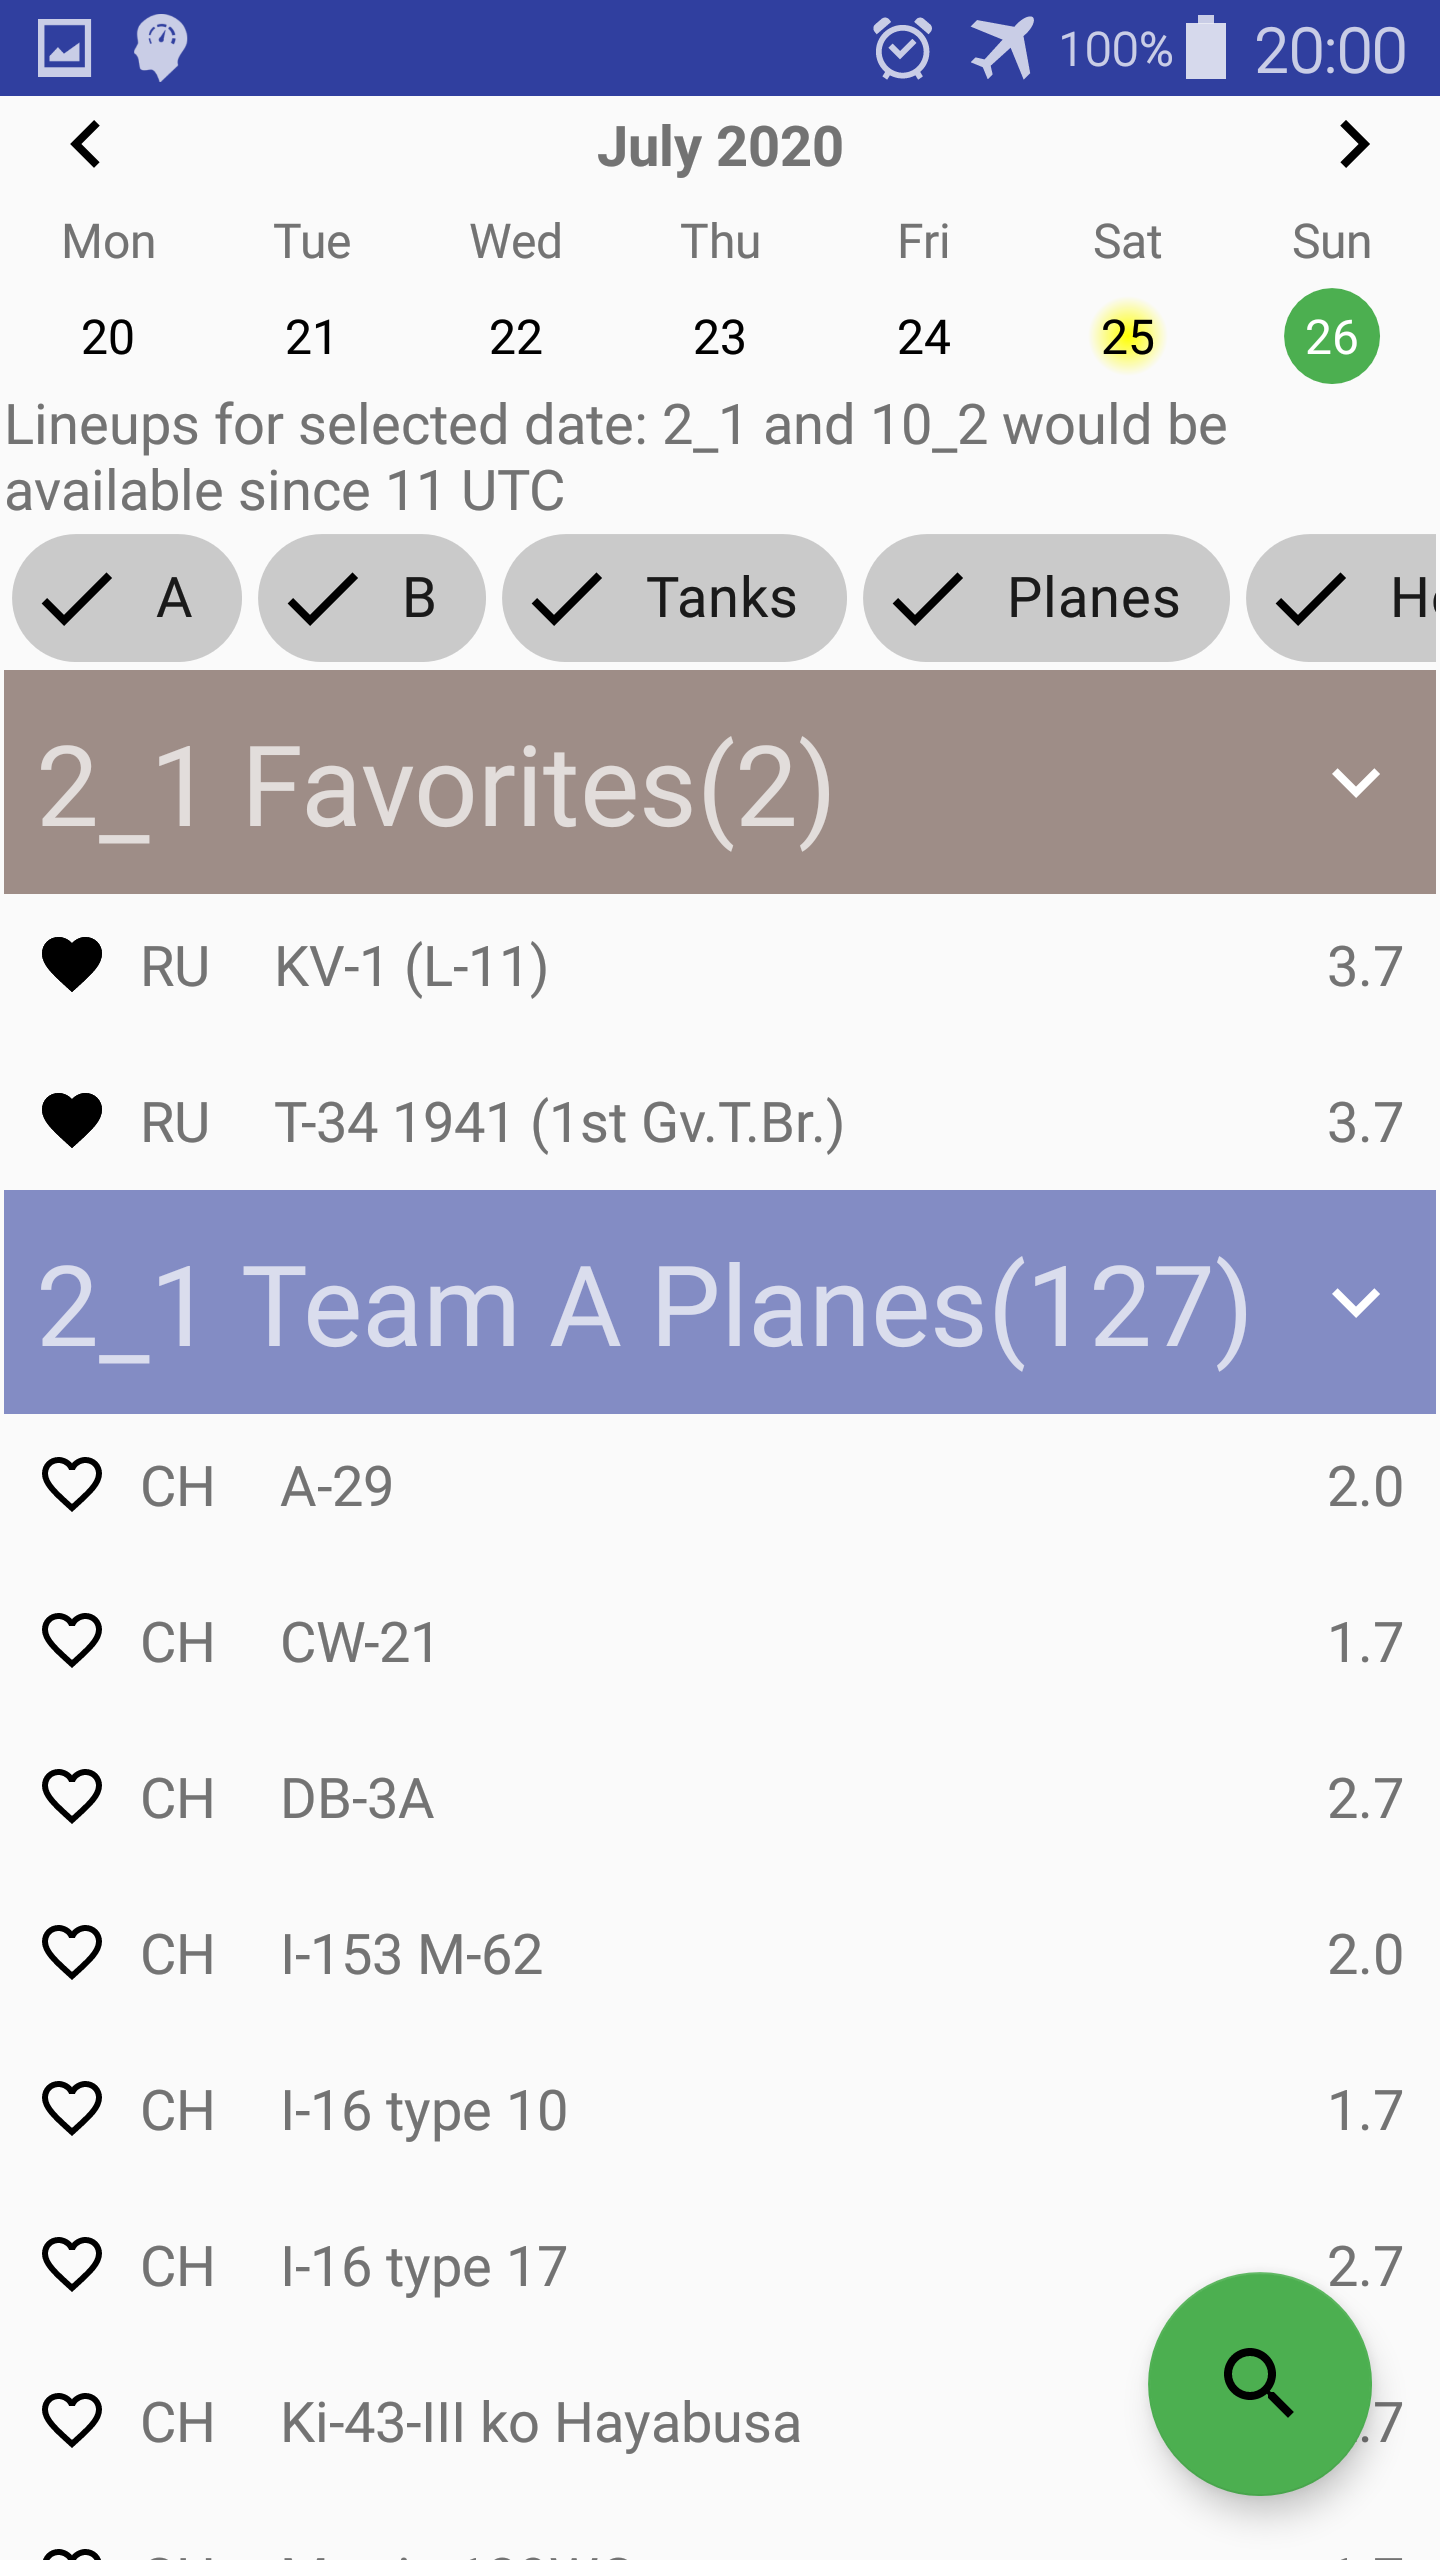 100% 20:00
July 2020
Mon Tue Wed Thu Fri Sat Sun
20 21 22 23 24 25 26
Lineups for selected date: 2_1 and 10_2 would be
available since 11 UTC
A B Tanks Planes
2_1 Favorites(2)
RU KV-1 (L-11) 3.7
RU T-34 1941 (1st Gv.T.Br.) 3.7
2_1 Team A Planes(127)
CH A-29 2.0
CH CW-21 1.7
CH DB-3A 2.7
CH I-153 M-62 2.0
CH I-16 type 10 1.7
CH I-16 type 17 2.7
CH Ki-43-III ko Hayabusa .7